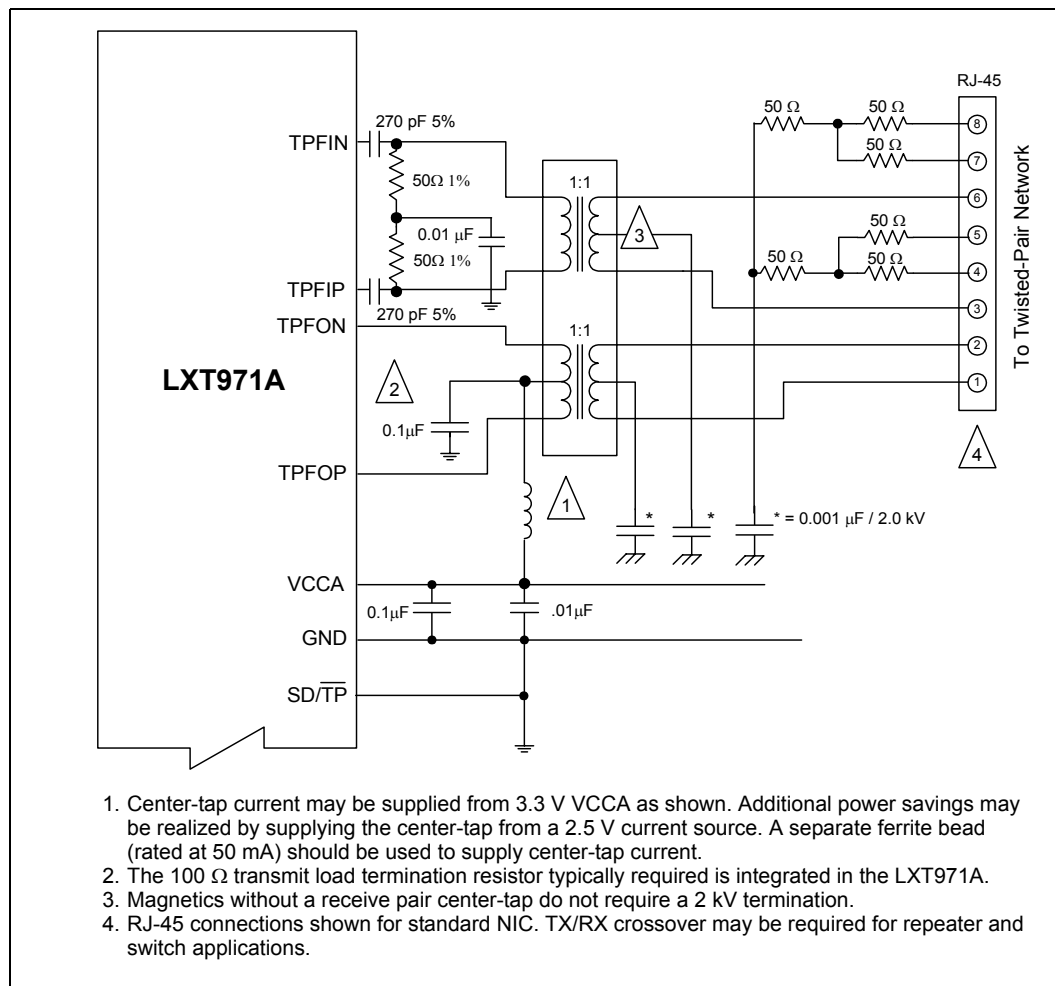 RJ-45
270 pF 5%
50 Ω
50 Ω
8
TPFIN
50 Ω
7
1:1
50Ω 1%
6
3
50 Ω
5
0.01 μF
50 Ω
50 Ω
4
50Ω 1%
TPFIP
3
270 pF 5%
TPFON
1:1
2
LXT971A
2
1
0.1μF
To Twisted-Pair Network
4
TPFOP
1
*
*
* = 0.001 μF / 2.0 kV
VCCA
0.1μF
.01μF
GND
SD/T̅P̅
1. Center-tap current may be supplied from 3.3 V VCCA as shown. Additional power savings may
be realized by supplying the center-tap from a 2.5 V current source. A separate ferrite bead
(rated at 50 mA) should be used to supply center-tap current.
2. The 100 Ω transmit load termination resistor typically required is integrated in the LXT971A.
3. Magnetics without a receive pair center-tap do not require a 2 kV termination.
4. RJ-45 connections shown for standard NIC. TX/RX crossover may be required for repeater and
switch applications.